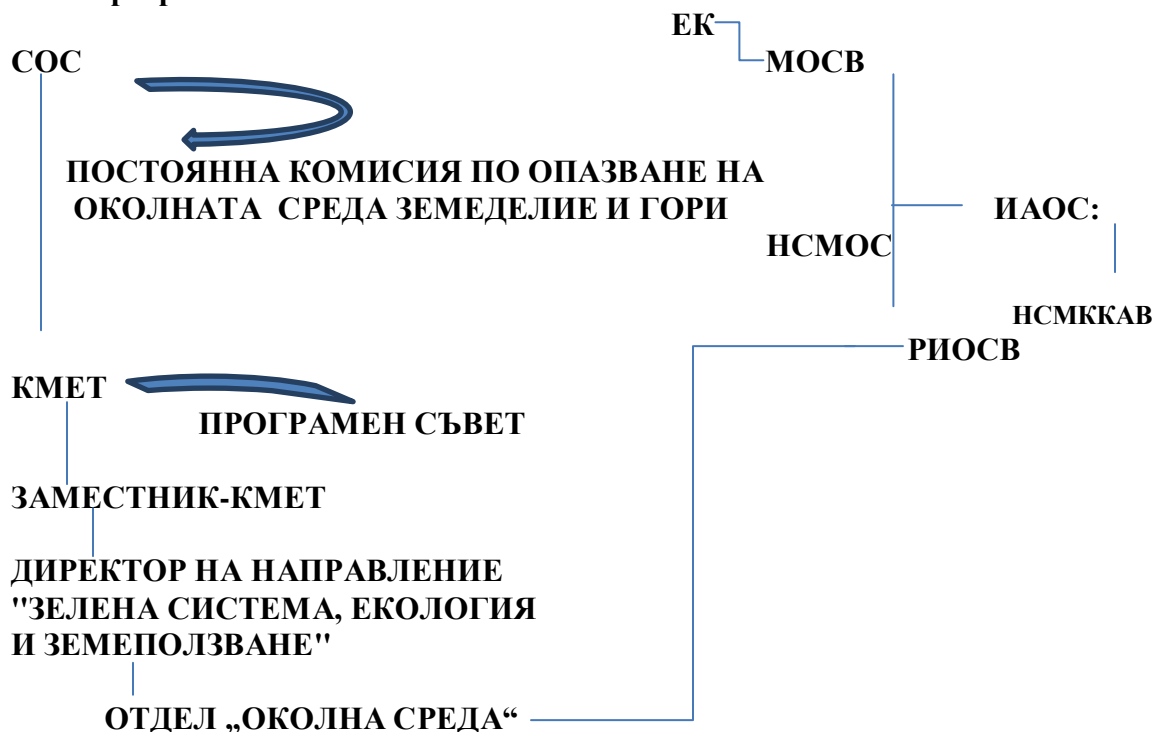 ЕК
СОС
МОСВ
ПОСТОЯННА КОМИСИЯ ПО ОПАЗВАНЕ НА
ОКОЛНАТА СРЕДА ЗЕМЕДЕЛИЕ И ГОРИ
ИАОС:
НСМОС
НСМККАВ
РИОСВ
КМЕТ
ПРОГРАМЕН СЪВЕТ
ЗАМЕСТНИК-КМЕТ
ДИРЕКТОР НА НАПРАВЛЕНИЕ
"ЗЕЛЕНА СИСТЕМА, ЕКОЛОГИЯ
И ЗЕМЕПОЛЗВАНЕ"
ОТДЕЛ „ОКОЛНА СРЕДА“